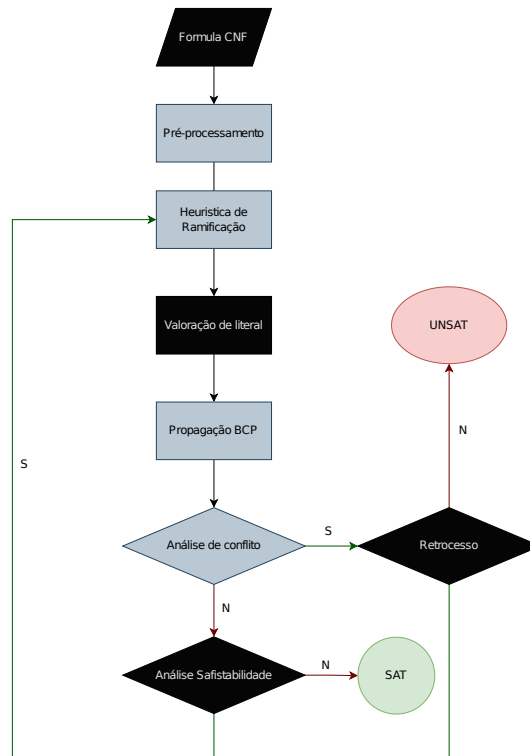 Formula CNF
Pré-processamento
Heuristica de
Ramificação
Valoração de literal
UNSAT
Propagação BCP
N
S
Análise de conflito
S
Retrocesso
N
Análise Safistabilidade
N
SAT